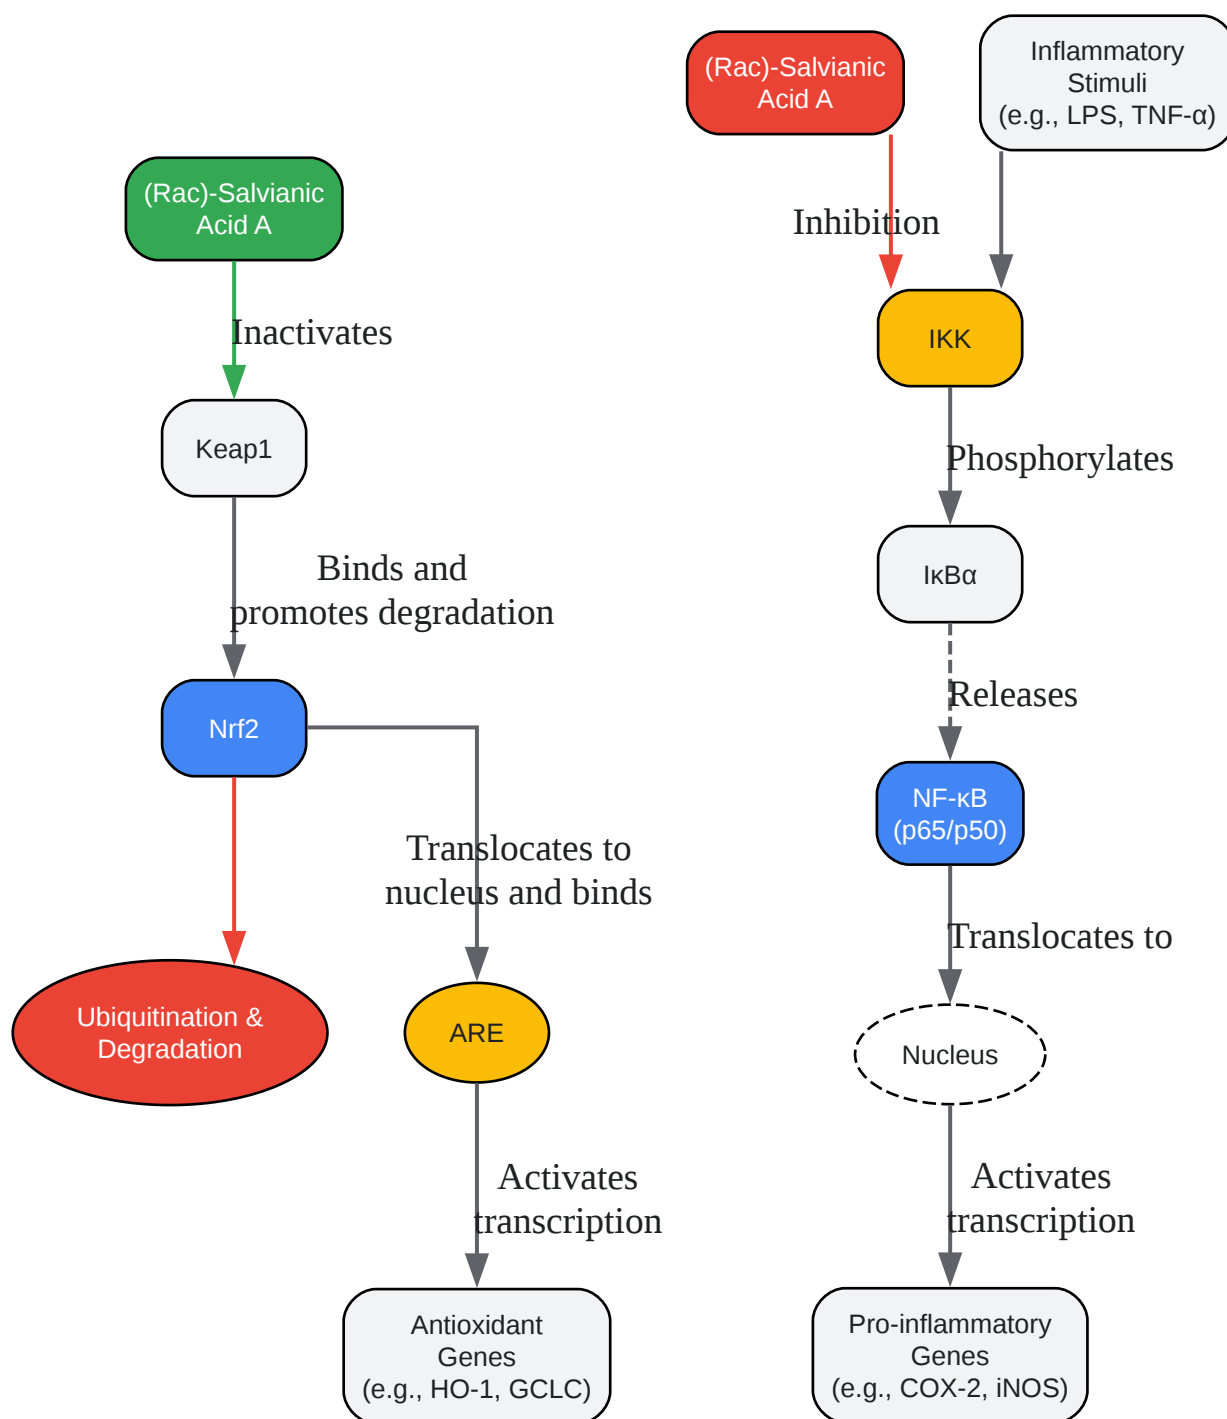 (Rac)-Salvianic
Acid A
Inactivates
Keap1
Binds and
promotes degradation
Nrf2
Translocates to
nucleus and binds
Ubiquitination &
Degradation
ARE
Activates
transcription
Antioxidant
Genes
(e.g., HO-1, GCLC)
(Rac)-Salvianic
Acid A
Inflammatory
Stimuli
(e.g., LPS, TNF-α)
Inhibition
IKK
Phosphorylates
IκBα
Releases
NF-κB
(p65/p50)
Translocates to
Nucleus
Activates
transcription
Pro-inflammatory
Genes
(e.g., COX-2, iNOS)